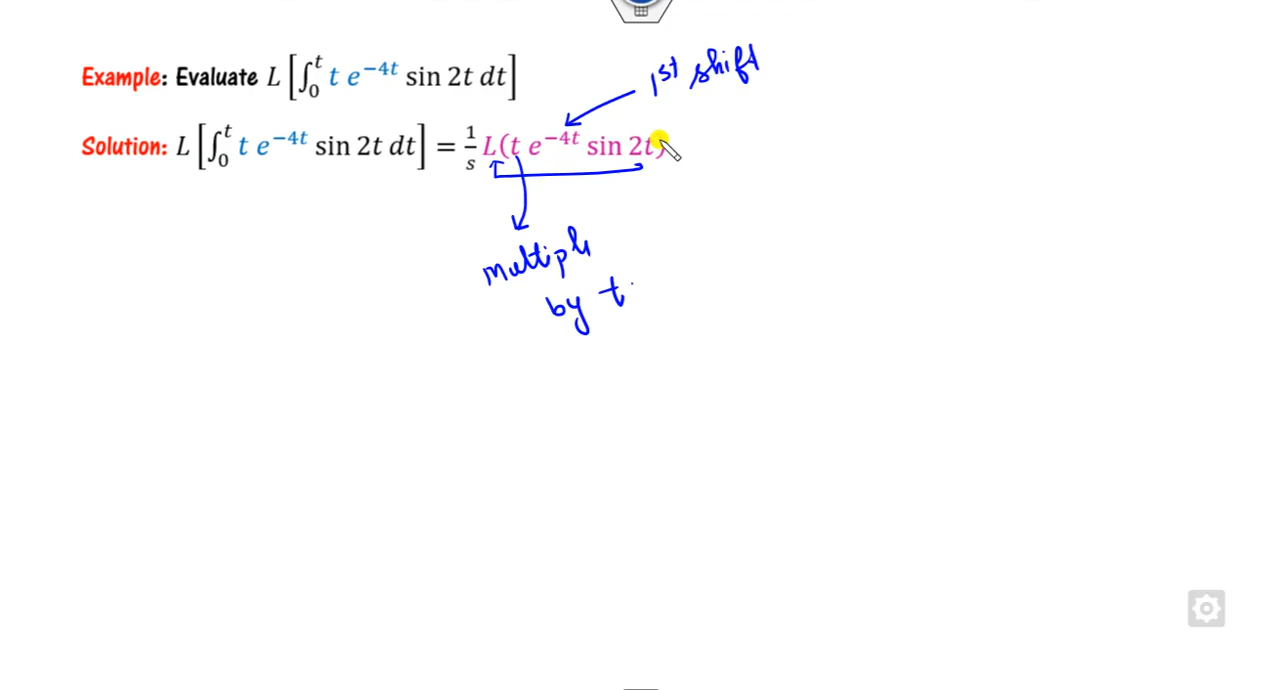 Example: Evaluate L[∫₀ᵗ t e⁻⁴ᵗ sin 2t dt]
1st shift
Solution: L[∫₀ᵗ t e⁻⁴ᵗ sin 2t dt] = 1/s L(t e⁻⁴ᵗ sin 2t)
multiply
by t.